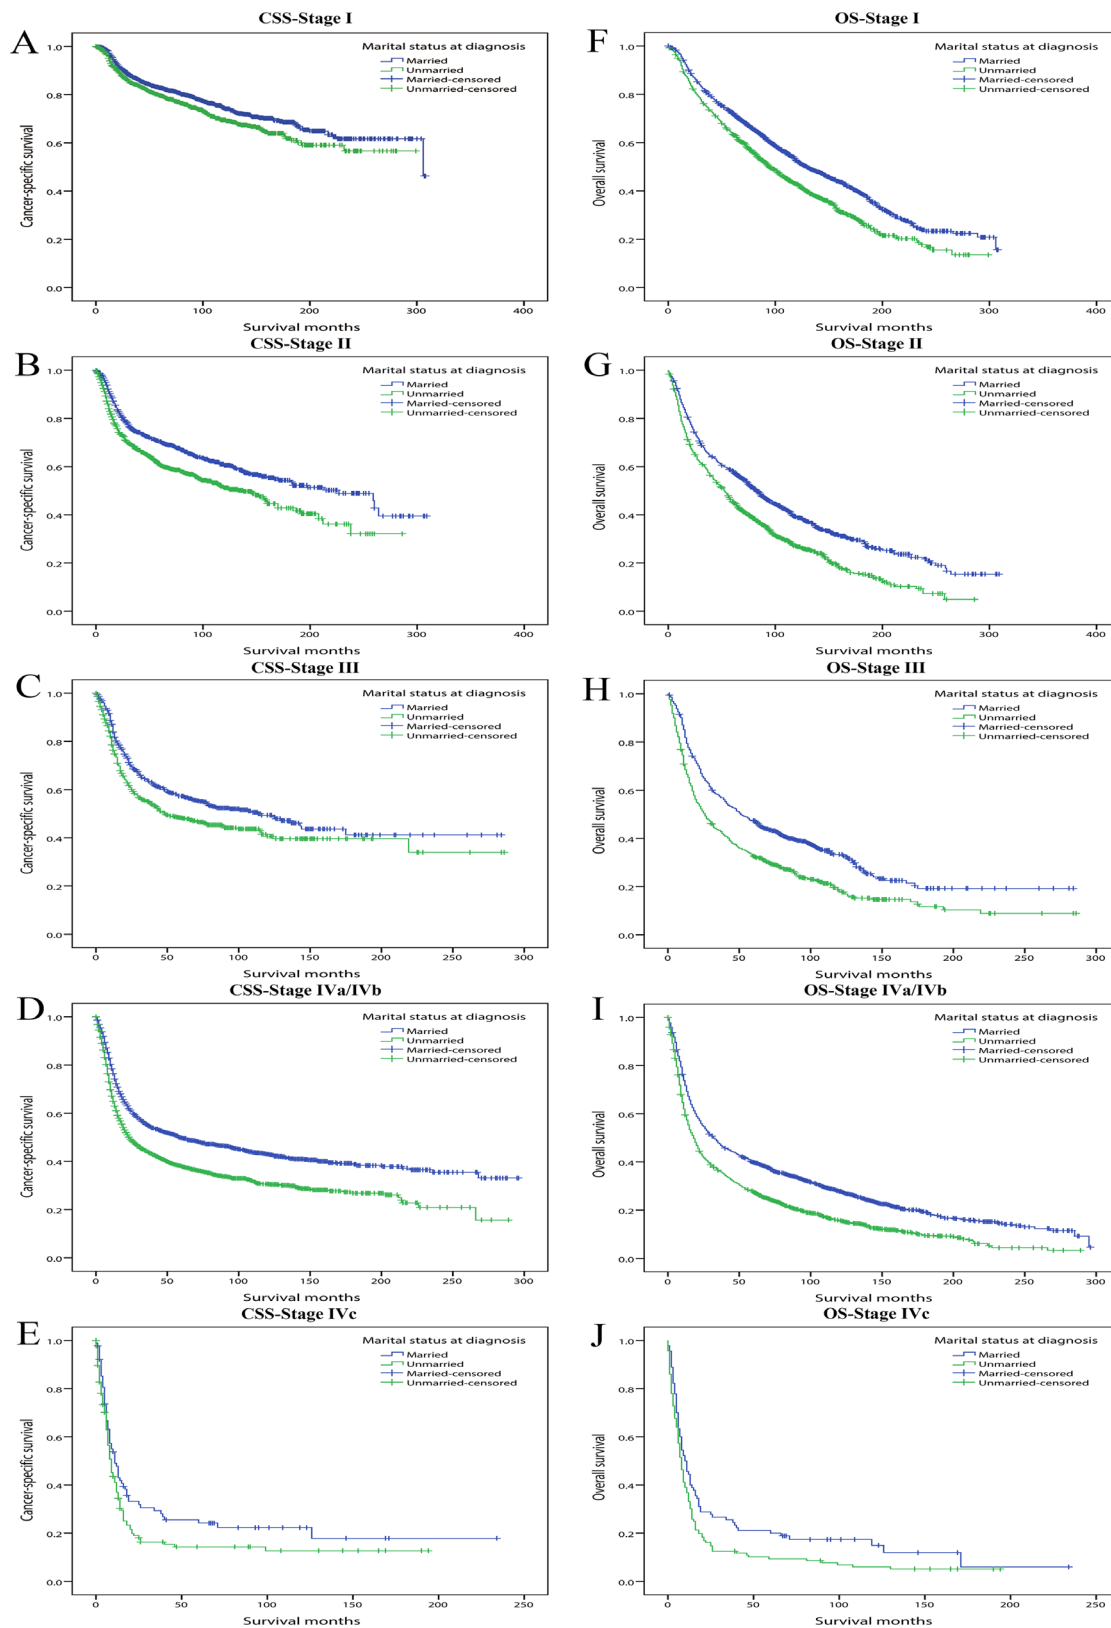 CSS-Stage I
A
Marital status at diagnosis
Married
Unmarried
Married-censored
Unmarried-censored
Cancer-specific survival
1.0
0.8
0.6
0.4
0.2
0.0
0 100 200 300 400
Survival months
OS-Stage I
F
Marital status at diagnosis
Married
Unmarried
Married-censored
Unmarried-censored
Overall survival
1.0
0.8
0.6
0.4
0.2
0.0
0 100 200 300 400
Survival months
CSS-Stage II
B
Marital status at diagnosis
Married
Unmarried
Married-censored
Unmarried-censored
Cancer-specific survival
1.0
0.8
0.6
0.4
0.2
0.0
0 100 200 300 400
Survival months
OS-Stage II
G
Marital status at diagnosis
Married
Unmarried
Married-censored
Unmarried-censored
Overall survival
1.0
0.8
0.6
0.4
0.2
0.0
0 100 200 300 400
Survival months
CSS-Stage III
C
Marital status at diagnosis
Married
Unmarried
Married-censored
Unmarried-censored
Cancer-specific survival
1.0
0.8
0.6
0.4
0.2
0.0
0 50 100 150 200 250 300
Survival months
OS-Stage III
H
Marital status at diagnosis
Married
Unmarried
Married-censored
Unmarried-censored
Overall survival
1.0
0.8
0.6
0.4
0.2
0.0
0 50 100 150 200 250 300
Survival months
CSS-Stage IVa/IVb
D
Marital status at diagnosis
Married
Unmarried
Married-censored
Unmarried-censored
Cancer-specific survival
1.0
0.8
0.6
0.4
0.2
0.0
0 50 100 150 200 250 300
Survival months
OS-Stage IVa/IVb
I
Marital status at diagnosis
Married
Unmarried
Married-censored
Unmarried-censored
Overall survival
1.0
0.8
0.6
0.4
0.2
0.0
0 50 100 150 200 250 300
Survival months
CSS-Stage IVc
E
Marital status at diagnosis
Married
Unmarried
Married-censored
Unmarried-censored
Cancer-specific survival
1.0
0.8
0.6
0.4
0.2
0.0
0 50 100 150 200 250
Survival months
OS-Stage IVc
J
Marital status at diagnosis
Married
Unmarried
Married-censored
Unmarried-censored
Overall survival
1.0
0.8
0.6
0.4
0.2
0.0
0 50 100 150 200 250
Survival months